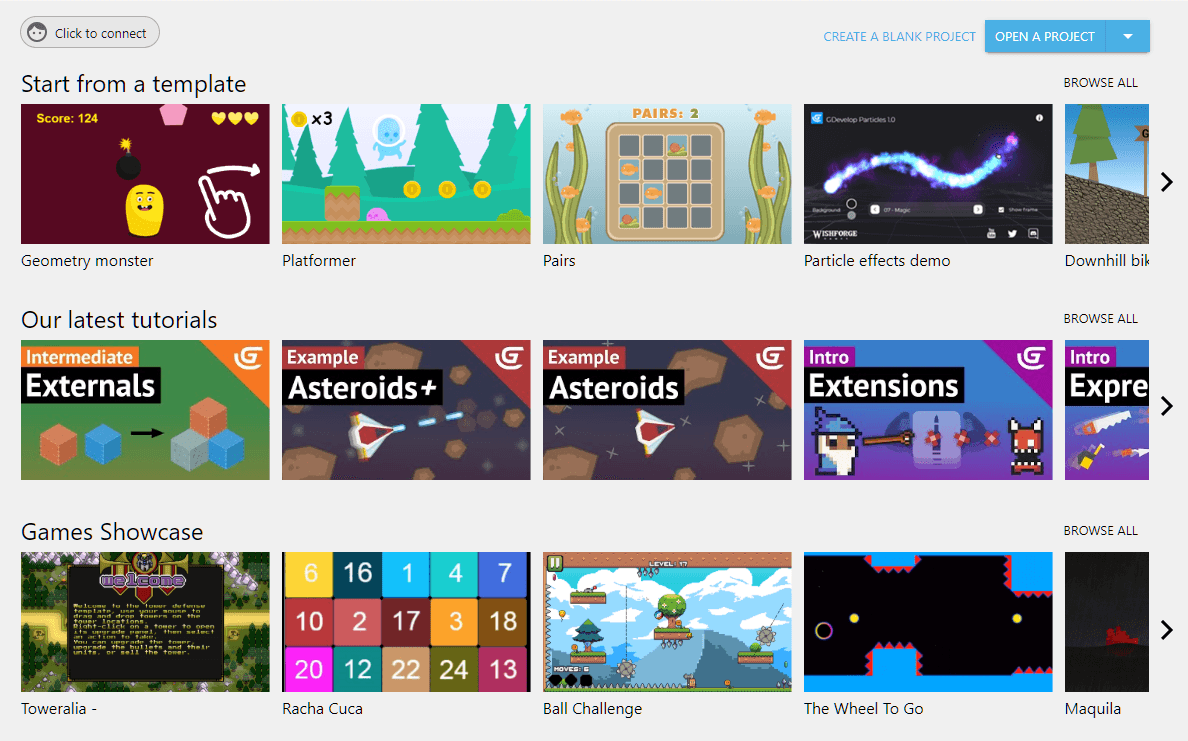 Click to connect
CREATE A BLANK PROJECT
OPEN A PROJECT
Start from a template
BROWSE ALL
Score: 124
x3
PAIRS: 2
GDevelop Particles 1.0
Background
07 - Magic
Show Frame
WISHFORGE
G
Geometry monster
Platformer
Pairs
Particle effects demo
Downhill bik
Our latest tutorials
BROWSE ALL
Intermediate
Externals
Example
Asteroids+
Example
Asteroids
Intro
Extensions
Intro
Expre
Games Showcase
BROWSE ALL
welcome
Welcome to the tower defense
template, use your mouse to
drag and drop towers on the
tower locations.
Right-click on a tower to open
its upgrade panel, then select
an action to take.
You can upgrade the tower,
upgrade the bullets and their
units, or sell the tower.
6 16 1 4 7
10 2 17 3 18
20 12 22 24 13
LEVEL: 17
MOVES: 6
Toweralia -
Racha Cuca
Ball Challenge
The Wheel To Go
Maquila